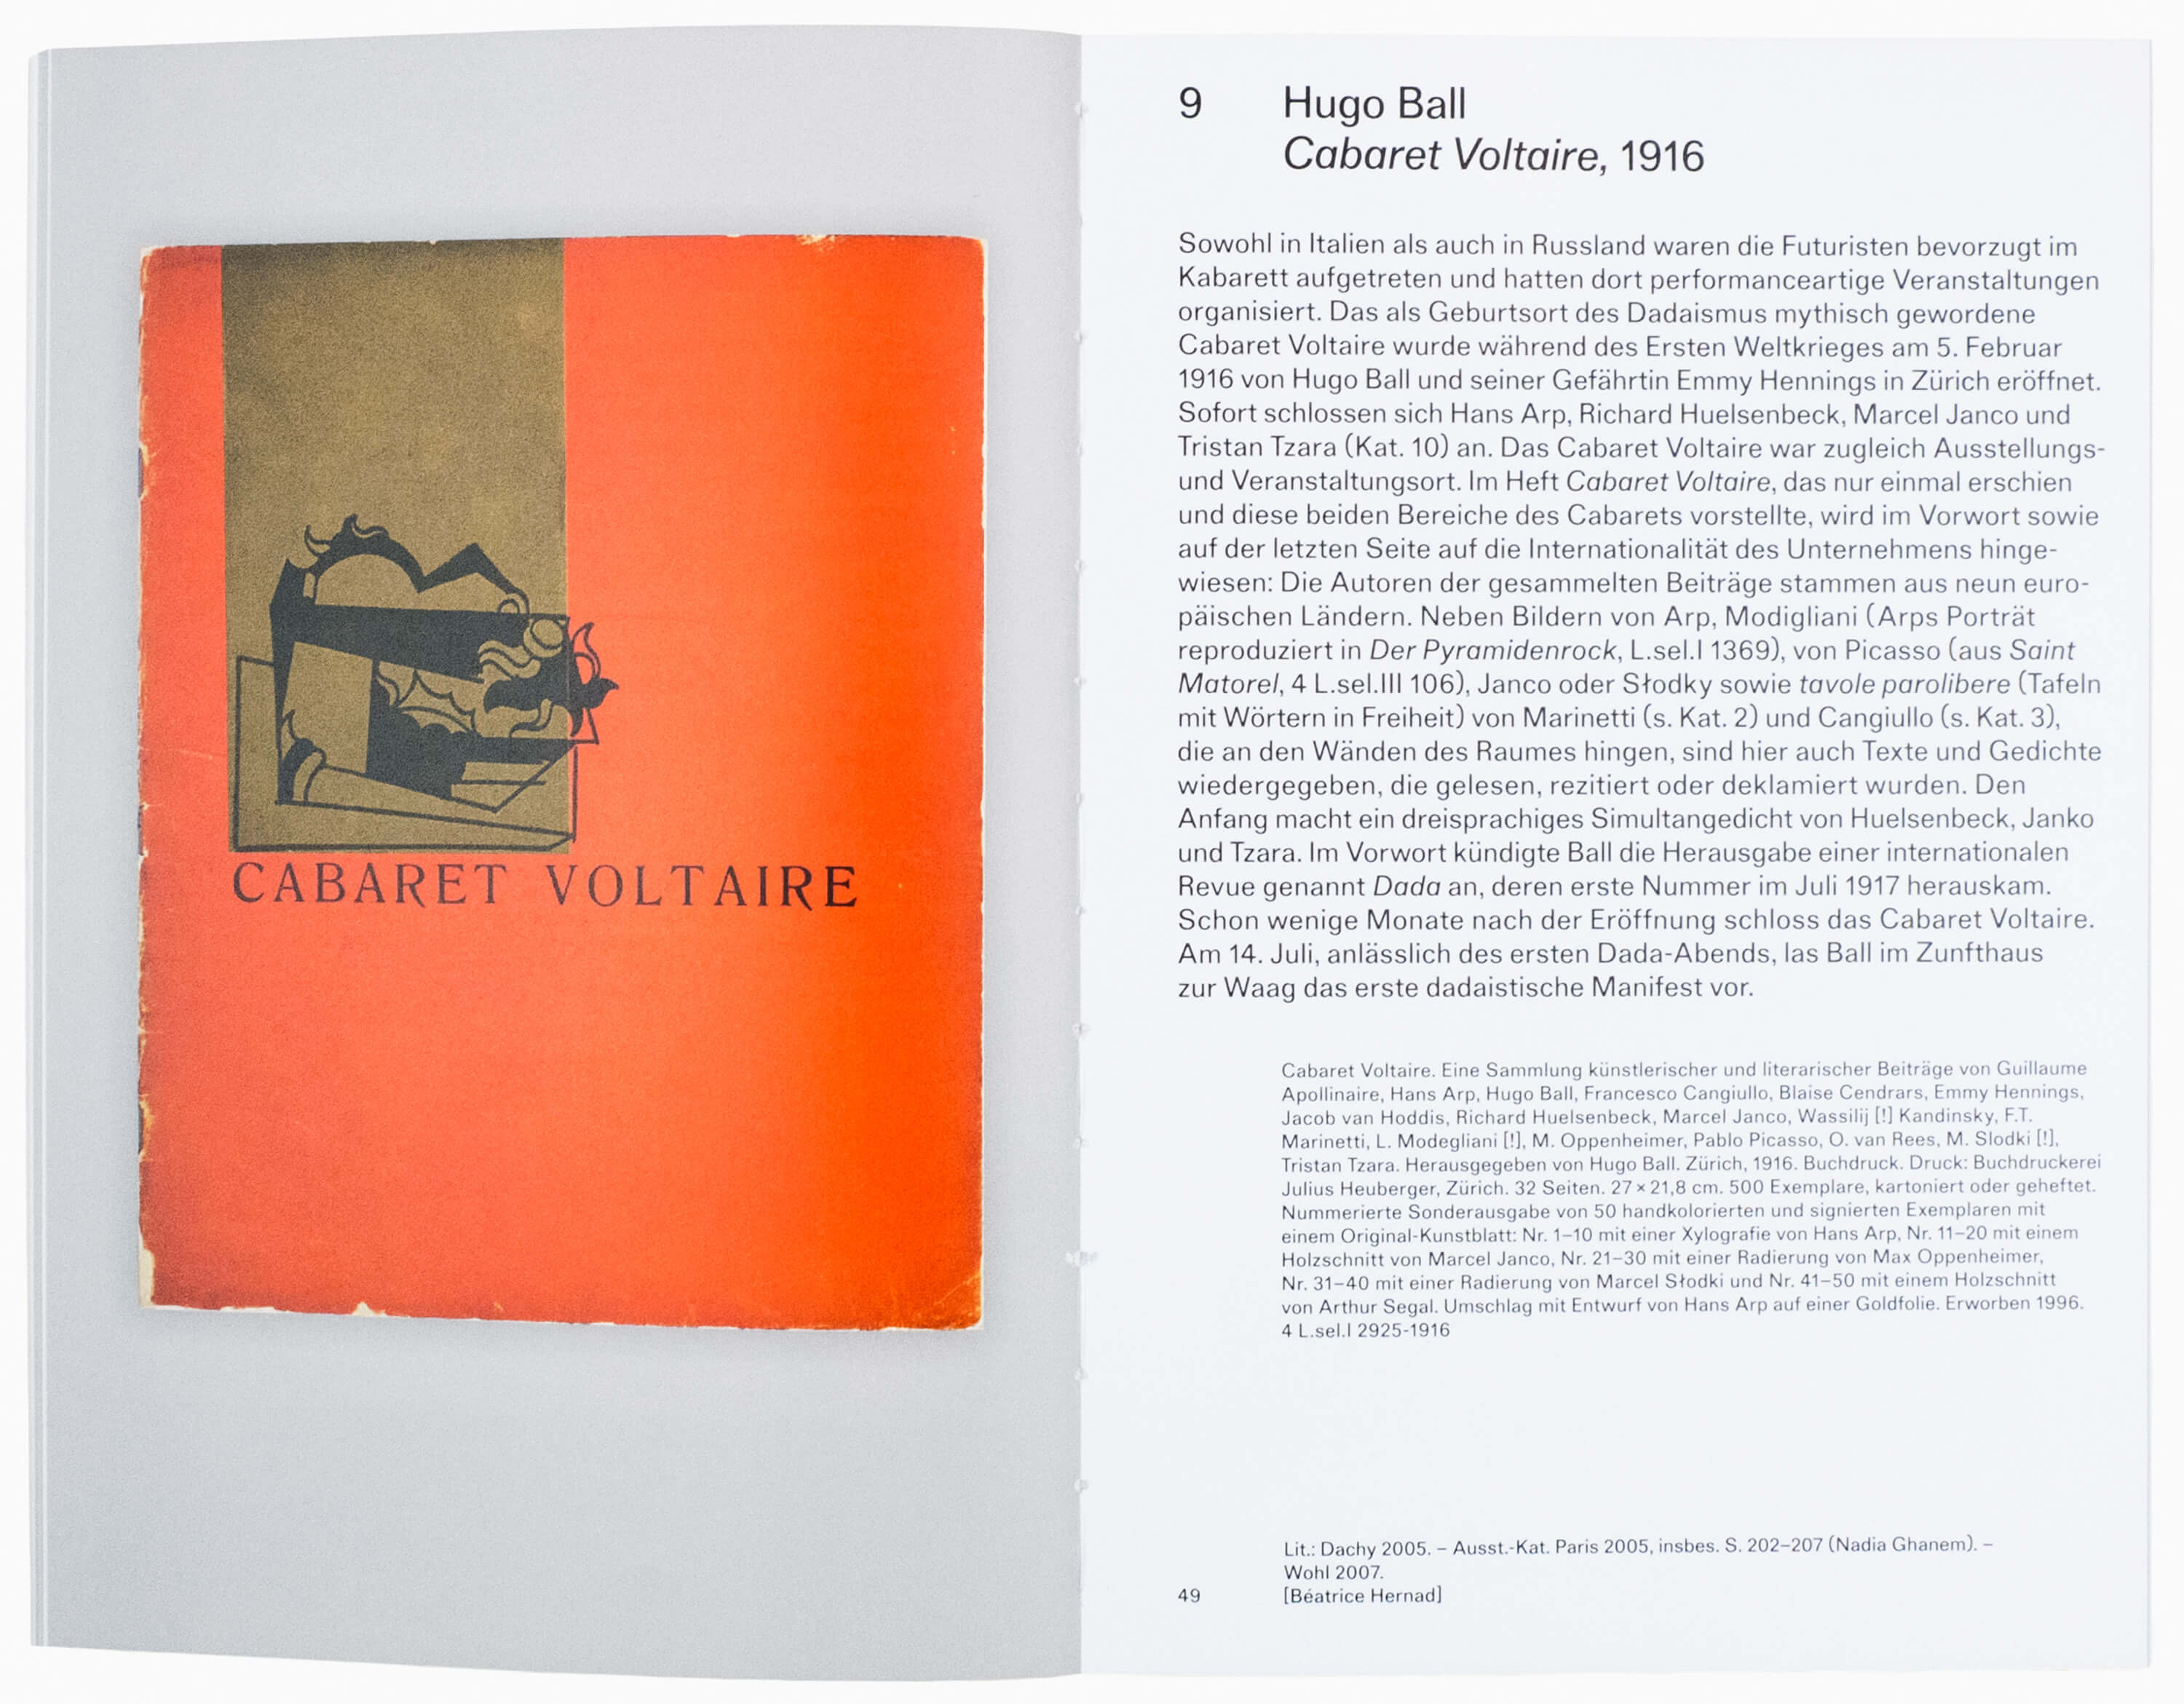 CABARET VOLTAIRE
9 Hugo Ball
Cabaret Voltaire, 1916
Sowohl in Italien als auch in Russland waren die Futuristen bevorzugt im
Kabarett aufgetreten und hatten dort performanceartige Veranstaltungen
organisiert. Das als Geburtsort des Dadaismus mythisch gewordene
Cabaret Voltaire wurde während des Ersten Weltkrieges am 5. Februar
1916 von Hugo Ball und seiner Gefährtin Emmy Hennings in Zürich eröffnet.
Sofort schlossen sich Hans Arp, Richard Huelsenbeck, Marcel Janco und
Tristan Tzara (Kat. 10) an. Das Cabaret Voltaire war zugleich Ausstellungs-
und Veranstaltungsort. Im Heft Cabaret Voltaire, das nur einmal erschien
und diese beiden Bereiche des Cabarets vorstellte, wird im Vorwort sowie
auf der letzten Seite auf die Internationalität des Unternehmens hinge-
wiesen: Die Autoren der gesammelten Beiträge stammen aus neun euro-
päischen Ländern. Neben Bildern von Arp, Modigliani (Arps Porträt
reproduziert in Der Pyramidenrock, L.sel.I 1369), von Picasso (aus Saint
Matorel, 4 L.sel.III 106), Janco oder Słodky sowie tavole parolibere (Tafeln
mit Wörtern in Freiheit) von Marinetti (s. Kat. 2) und Cangiullo (s. Kat. 3),
die an den Wänden des Raumes hingen, sind hier auch Texte und Gedichte
wiedergegeben, die gelesen, rezitiert oder deklamiert wurden. Den
Anfang macht ein dreisprachiges Simultangedicht von Huelsenbeck, Janko
und Tzara. Im Vorwort kündigte Ball die Herausgabe einer internationalen
Revue genannt Dada an, deren erste Nummer im Juli 1917 herauskam.
Schon wenige Monate nach der Eröffnung schloss das Cabaret Voltaire.
Am 14. Juli, anlässlich des ersten Dada-Abends, las Ball im Zunfthaus
zur Waag das erste dadaistische Manifest vor.
Cabaret Voltaire. Eine Sammlung künstlerischer und literarischer Beiträge von Guillaume
Apollinaire, Hans Arp, Hugo Ball, Francesco Cangiullo, Blaise Cendrars, Emmy Hennings,
Jacob van Hoddis, Richard Huelsenbeck, Marcel Janco, Wassilij [!] Kandinsky, F.T.
Marinetti, L. Modegliani [!], M. Oppenheimer, Pablo Picasso, O. van Rees, M. Slodki [!],
Tristan Tzara. Herausgegeben von Hugo Ball. Zürich, 1916. Buchdruck. Druck: Buchdruckerei
Julius Heuberger, Zürich. 32 Seiten. 27 × 21,8 cm. 500 Exemplare, kartoniert oder geheftet.
Nummerierte Sonderausgabe von 50 handkolorierten und signierten Exemplaren mit
einem Original-Kunstblatt: Nr. 1–10 mit einer Xylografie von Hans Arp, Nr. 11–20 mit einem
Holzschnitt von Marcel Janco, Nr. 21–30 mit einer Radierung von Max Oppenheimer,
Nr. 31–40 mit einer Radierung von Marcel Słodki und Nr. 41–50 mit einem Holzschnitt
von Arthur Segal. Umschlag mit Entwurf von Hans Arp auf einer Goldfolie. Erworben 1996.
4 L.sel.I 2925-1916
Lit.: Dachy 2005. – Ausst.-Kat. Paris 2005, insbes. S. 202–207 (Nadia Ghanem). –
Wohl 2007.
49 [Béatrice Hernad]